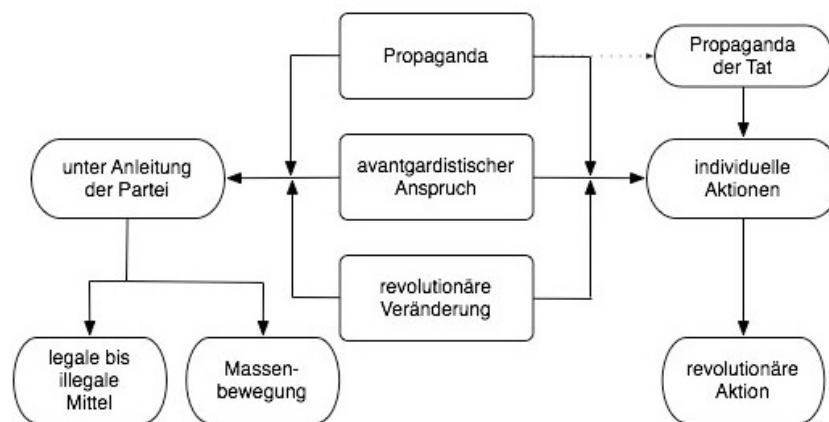 Propaganda
Propaganda
der Tat
unter Anleitung
der Partei
avantgardistischer
Anspruch
individuelle
Aktionen
revolutionäre
Veränderung
legale bis
illegale
Mittel
Massen-
bewegung
revolutionäre
Aktion